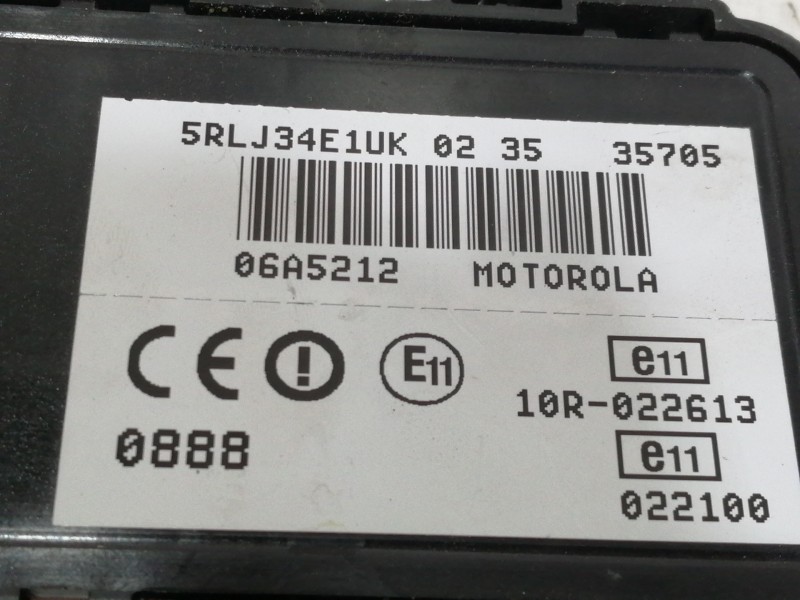 5RLJ34E1UK 02 35 35705
06A5212 MOTOROLA
CE E11 e11
10R-022613
0888 e11
022100